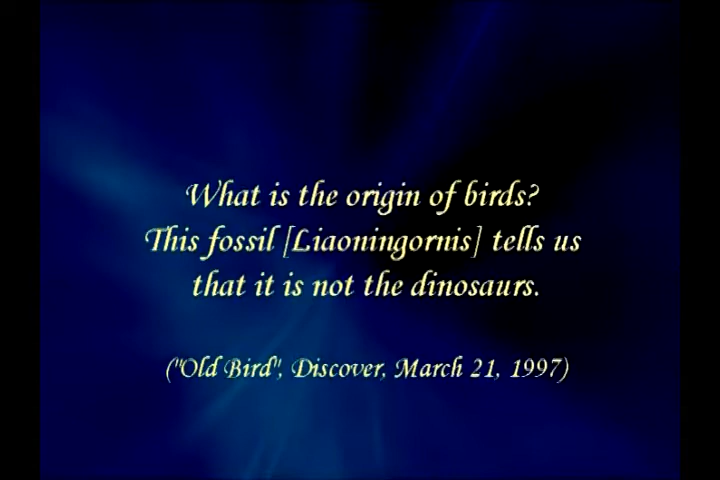 What is the origin of birds?
This fossil [Liaoningornis] tells us
that it is not the dinosaurs.
("Old Bird", Discover, March 21, 1997)